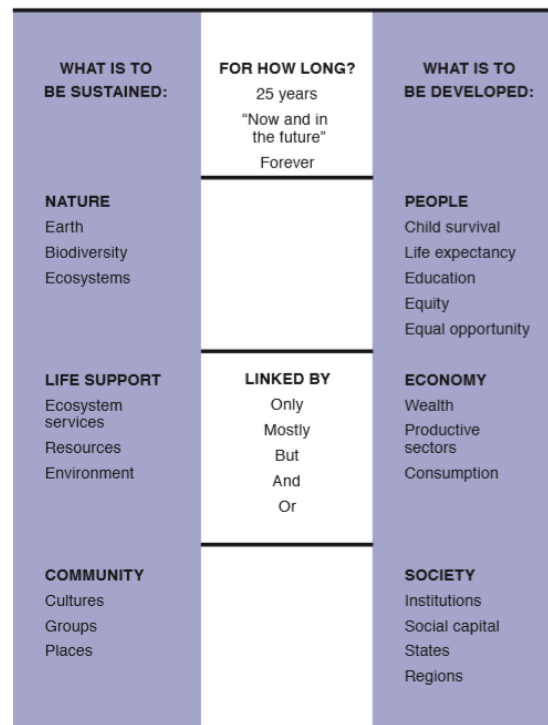 WHAT IS TO
BE SUSTAINED:
FOR HOW LONG?
25 years
“Now and in
the future”
Forever
WHAT IS TO
BE DEVELOPED:
NATURE
Earth
Biodiversity
Ecosystems
PEOPLE
Child survival
Life expectancy
Education
Equity
Equal opportunity
LIFE SUPPORT
Ecosystem
services
Resources
Environment
LINKED BY
Only
Mostly
But
And
Or
ECONOMY
Wealth
Productive
sectors
Consumption
COMMUNITY
Cultures
Groups
Places
SOCIETY
Institutions
Social capital
States
Regions